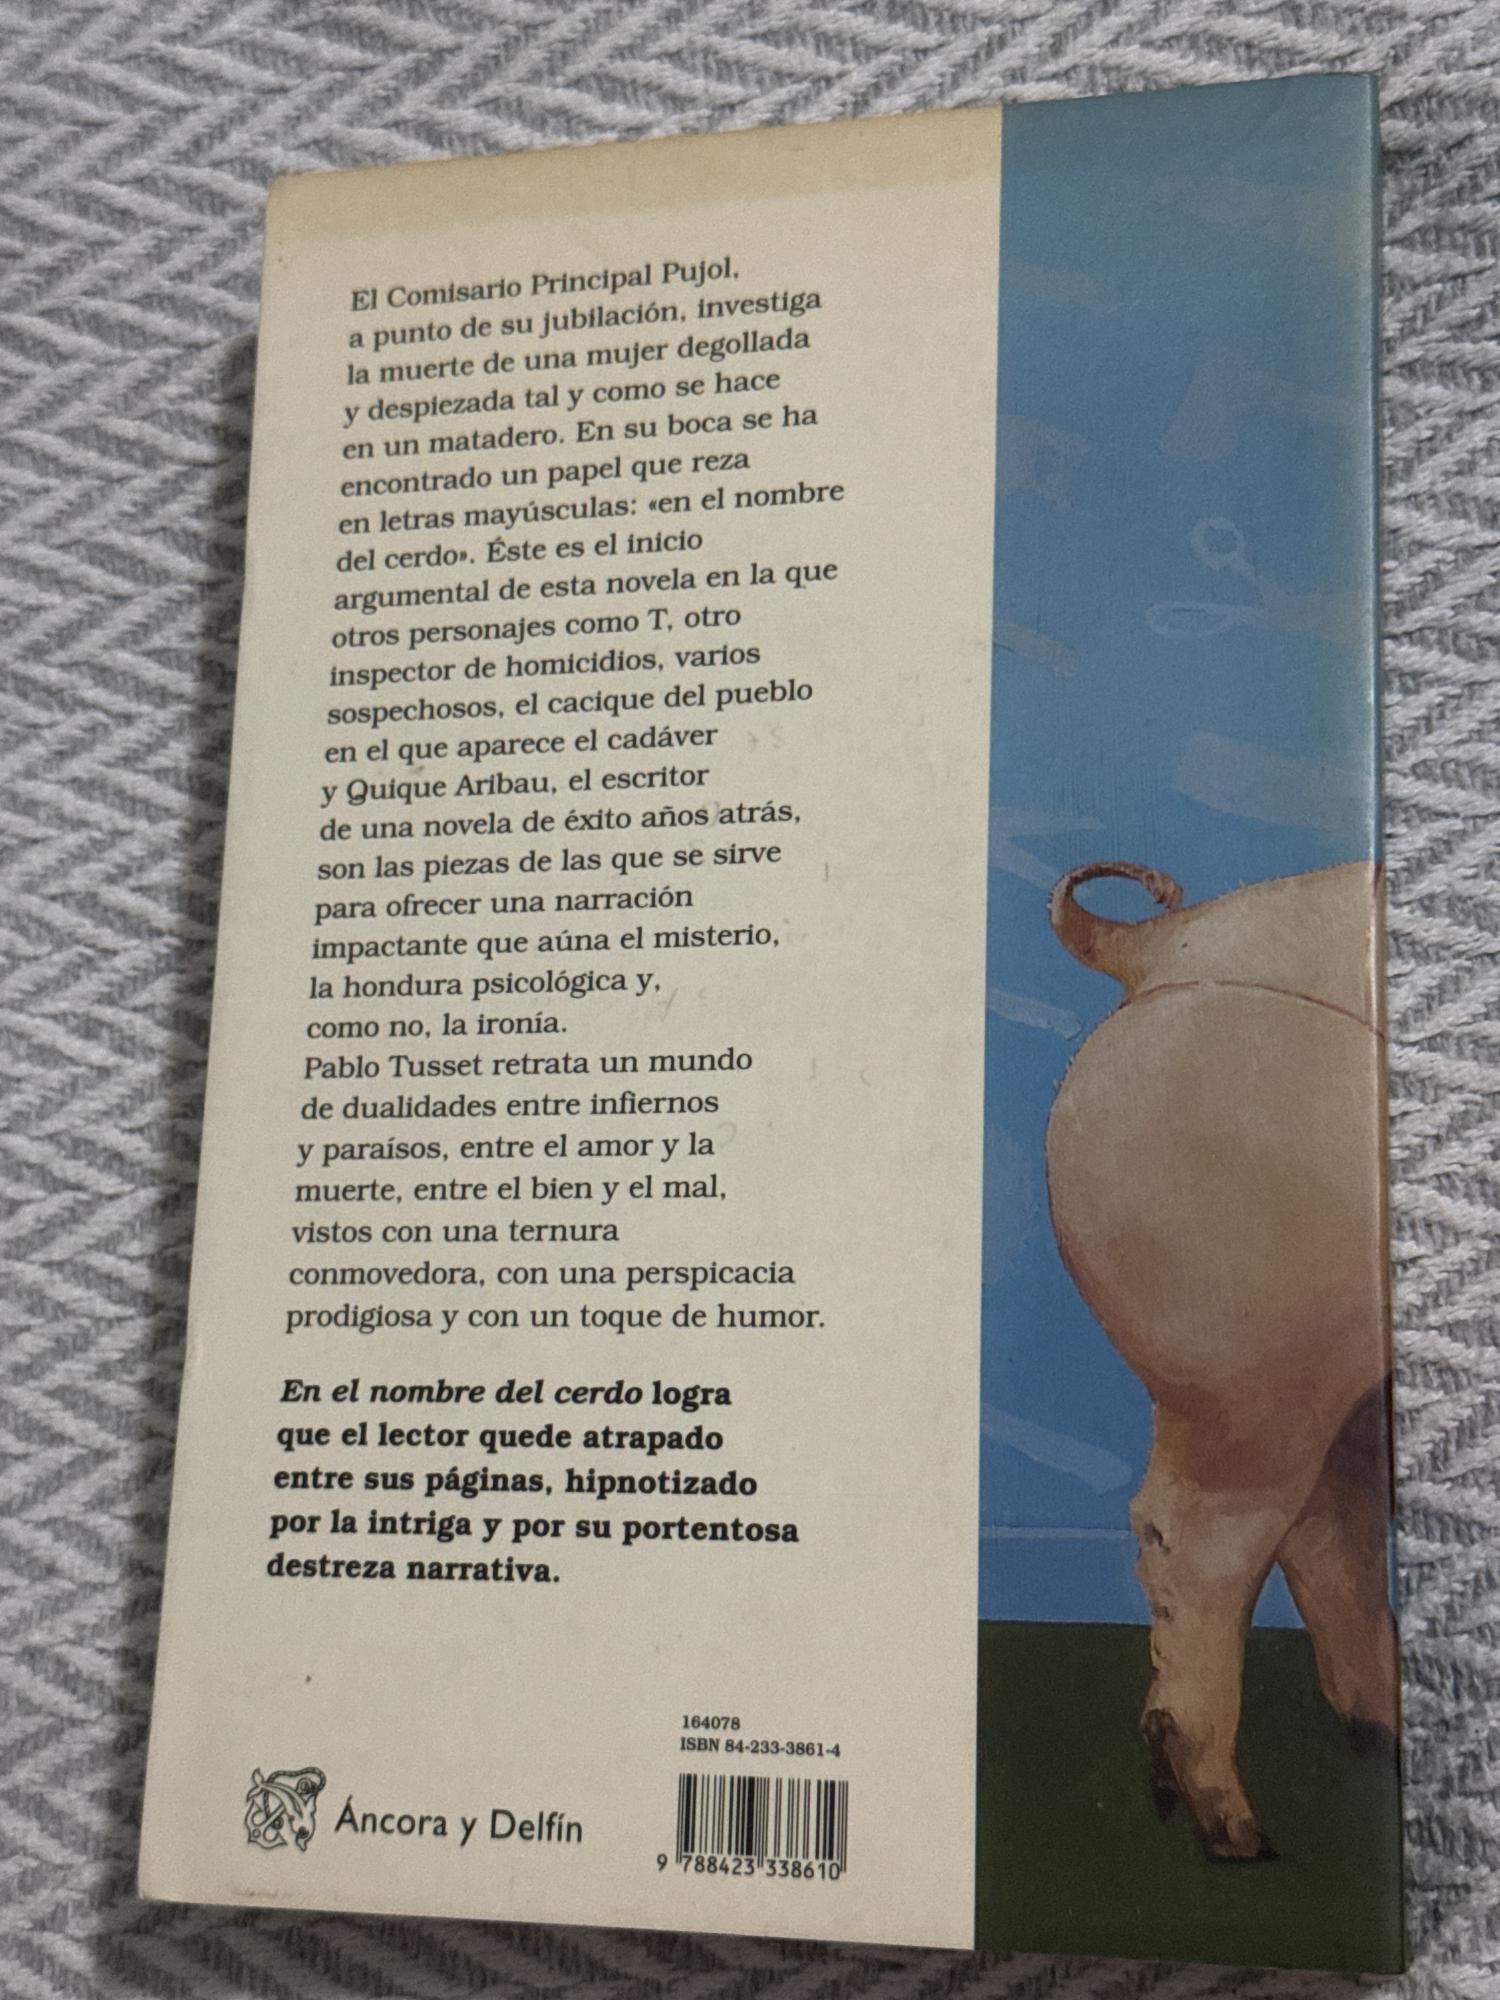 El Comisario Principal Pujol,
a punto de su jubilación, investiga
la muerte de una mujer degollada
y despiezada tal y como se hace
en un matadero. En su boca se ha
encontrado un papel que reza
en letras mayúsculas: «en el nombre
del cerdo». Éste es el inicio
argumental de esta novela en la que
otros personajes como T, otro
inspector de homicidios, varios
sospechosos, el cacique del pueblo
en el que aparece el cadáver
y Quique Aribau, el escritor
de una novela de éxito años atrás,
son las piezas de las que se sirve
para ofrecer una narración
impactante que aúna el misterio,
la hondura psicológica y,
como no, la ironía.
Pablo Tusset retrata un mundo
de dualidades entre infiernos
y paraísos, entre el amor y la
muerte, entre el bien y el mal,
vistos con una ternura
conmovedora, con una perspicacia
prodigiosa y con un toque de humor.
En el nombre del cerdo logra
que el lector quede atrapado
entre sus páginas, hipnotizado
por la intriga y por su portentosa
destreza narrativa.
164078
ISBN 84-233-3861-4
Áncora y Delfín
9 788423 338610